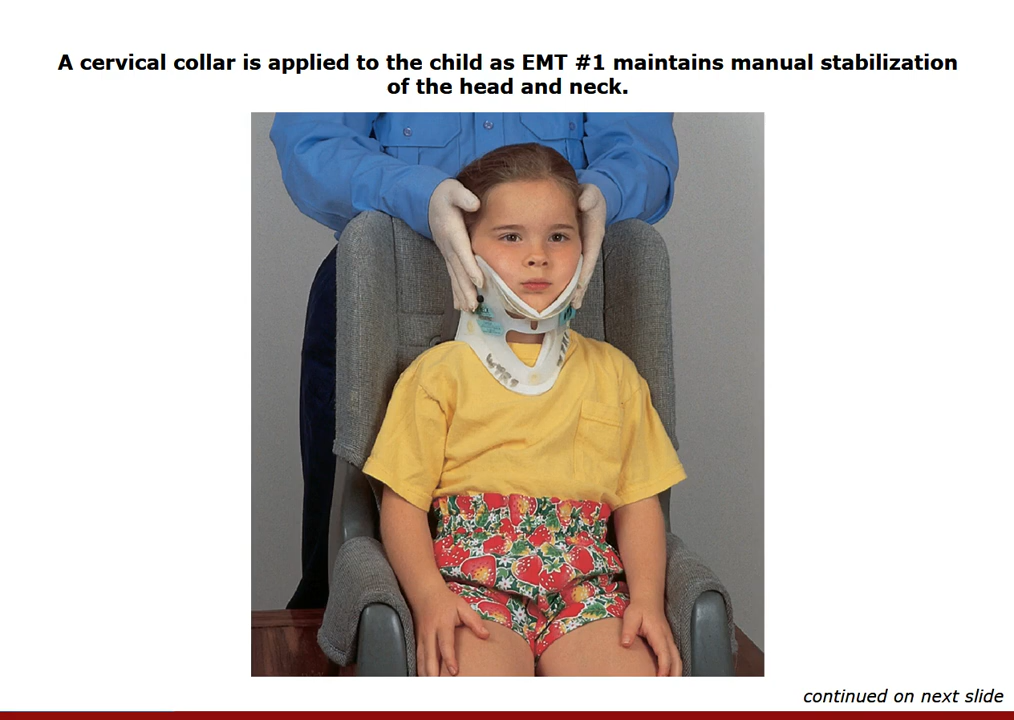 A cervical collar is applied to the child as EMT #1 maintains manual stabilization
of the head and neck.
continued on next slide